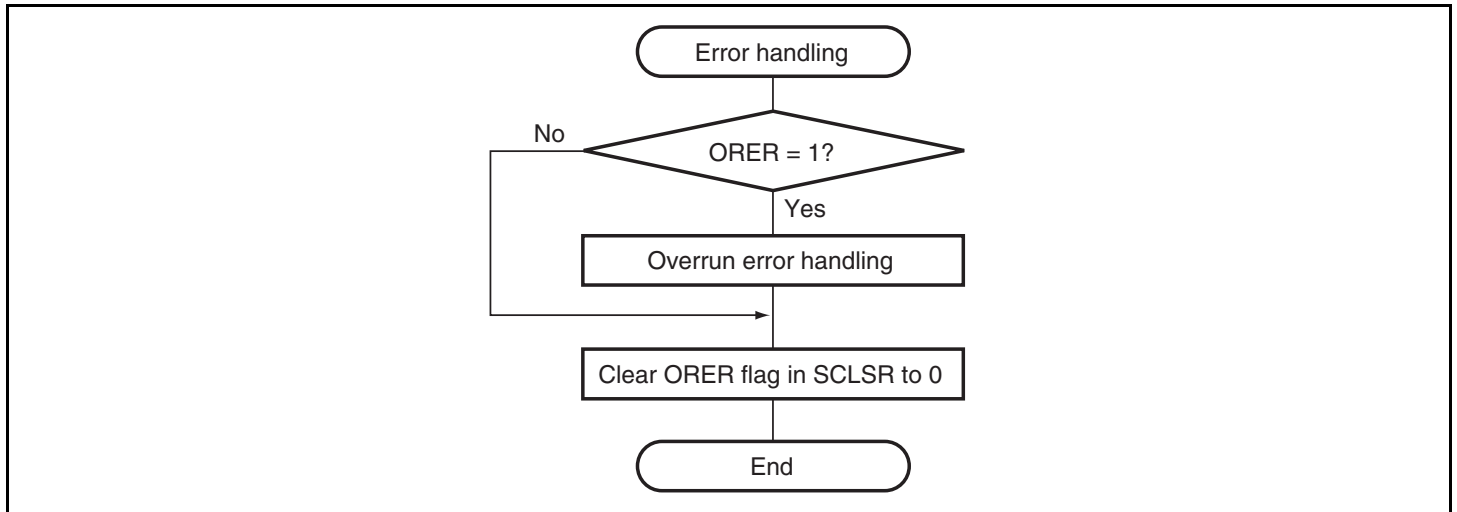 Error handling
No
ORER = 1?
Yes
Overrun error handling
Clear ORER flag in SCLSR to 0
End